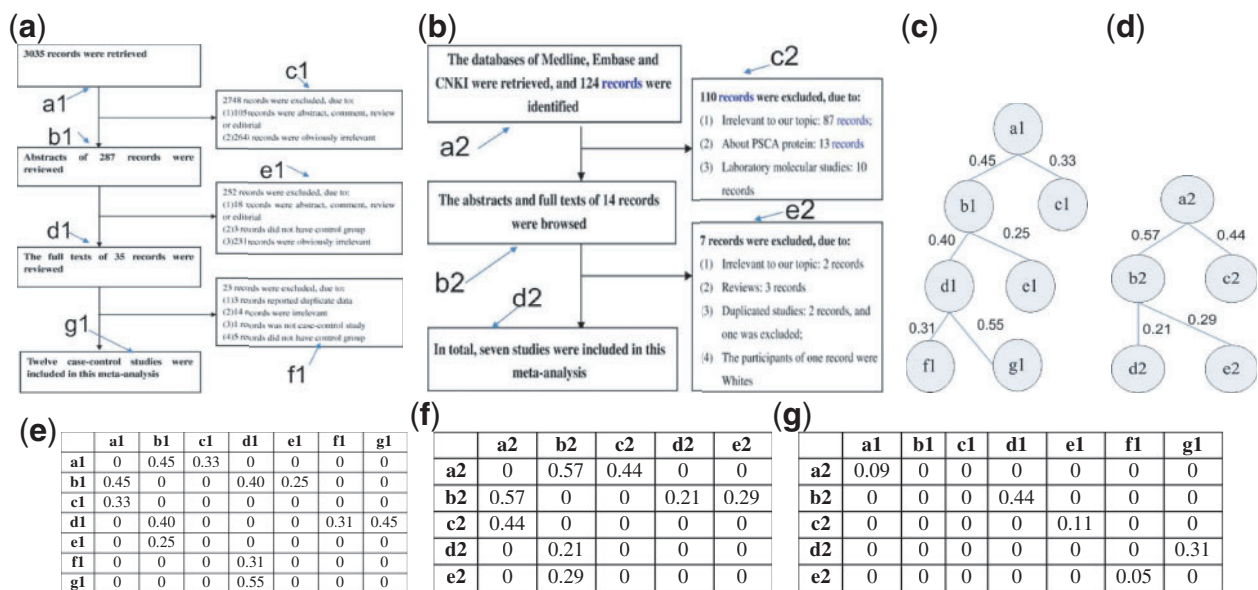 (a)
3035 records were retrieved
a1
c1
2748 records were excluded, due to:
(1)105records were abstract, comment, review
or editorial
(2)2641 records were obviously irrelevant
b1
Abstracts of 287 records were
reviewed
e1
252 records were excluded, due to:
(1)18 records were abstract, comment, review
or editorial
(2)3 records did not have control group
(3)231records were obviously irrelevant
d1
The full texts of 35 records were
reviewed
23 records were excluded, due to:
(1)3 records reported duplicate data
(2)14 records were irrelevant
(3)1 records was not case-control study
(4)5 records did not have control group
g1
f1
Twelve case-control studies were
included in this meta-analysis
(b)
The databases of Medline, Embase and
CNKI were retrieved, and 124 records were
identified
a2
c2
110 records were excluded, due to:
(1) Irrelevant to our topic: 87 records;
(2) About PSCA protein: 13 records
(3) Laboratory molecular studies: 10
records
The abstracts and full texts of 14 records
were browsed
b2
e2
7 records were excluded, due to:
(1) Irrelevant to our topic: 2 records
(2) Reviews: 3 records
(3) Duplicated studies: 2 records, and
one was excluded;
(4) The participants of one record were
Whites
d2
In total, seven studies were included in this
meta-analysis
(c)
a1
0.45 0.33
b1 c1
0.40 0.25
d1 e1
0.31 0.55
f1 g1
(d)
a2
0.57 0.44
b2 c2
0.21 0.29
d2 e2
(e)
a1 b1 c1 d1 e1 f1 g1
a1 0 0.45 0.33 0 0 0 0
b1 0.45 0 0 0.40 0.25 0 0
c1 0.33 0 0 0 0 0 0
d1 0 0.40 0 0 0 0.31 0.45
e1 0 0.25 0 0 0 0 0
f1 0 0 0 0.31 0 0 0
g1 0 0 0 0.55 0 0 0
(f)
a2 b2 c2 d2 e2
a2 0 0.57 0.44 0 0
b2 0.57 0 0 0.21 0.29
c2 0.44 0 0 0 0
d2 0 0.21 0 0 0
e2 0 0.29 0 0 0
(g)
a1 b1 c1 d1 e1 f1 g1
a2 0.09 0 0 0 0 0 0
b2 0 0 0 0.44 0 0 0
c2 0 0 0 0 0.11 0 0
d2 0 0 0 0 0 0 0.31
e2 0 0 0 0 0 0.05 0